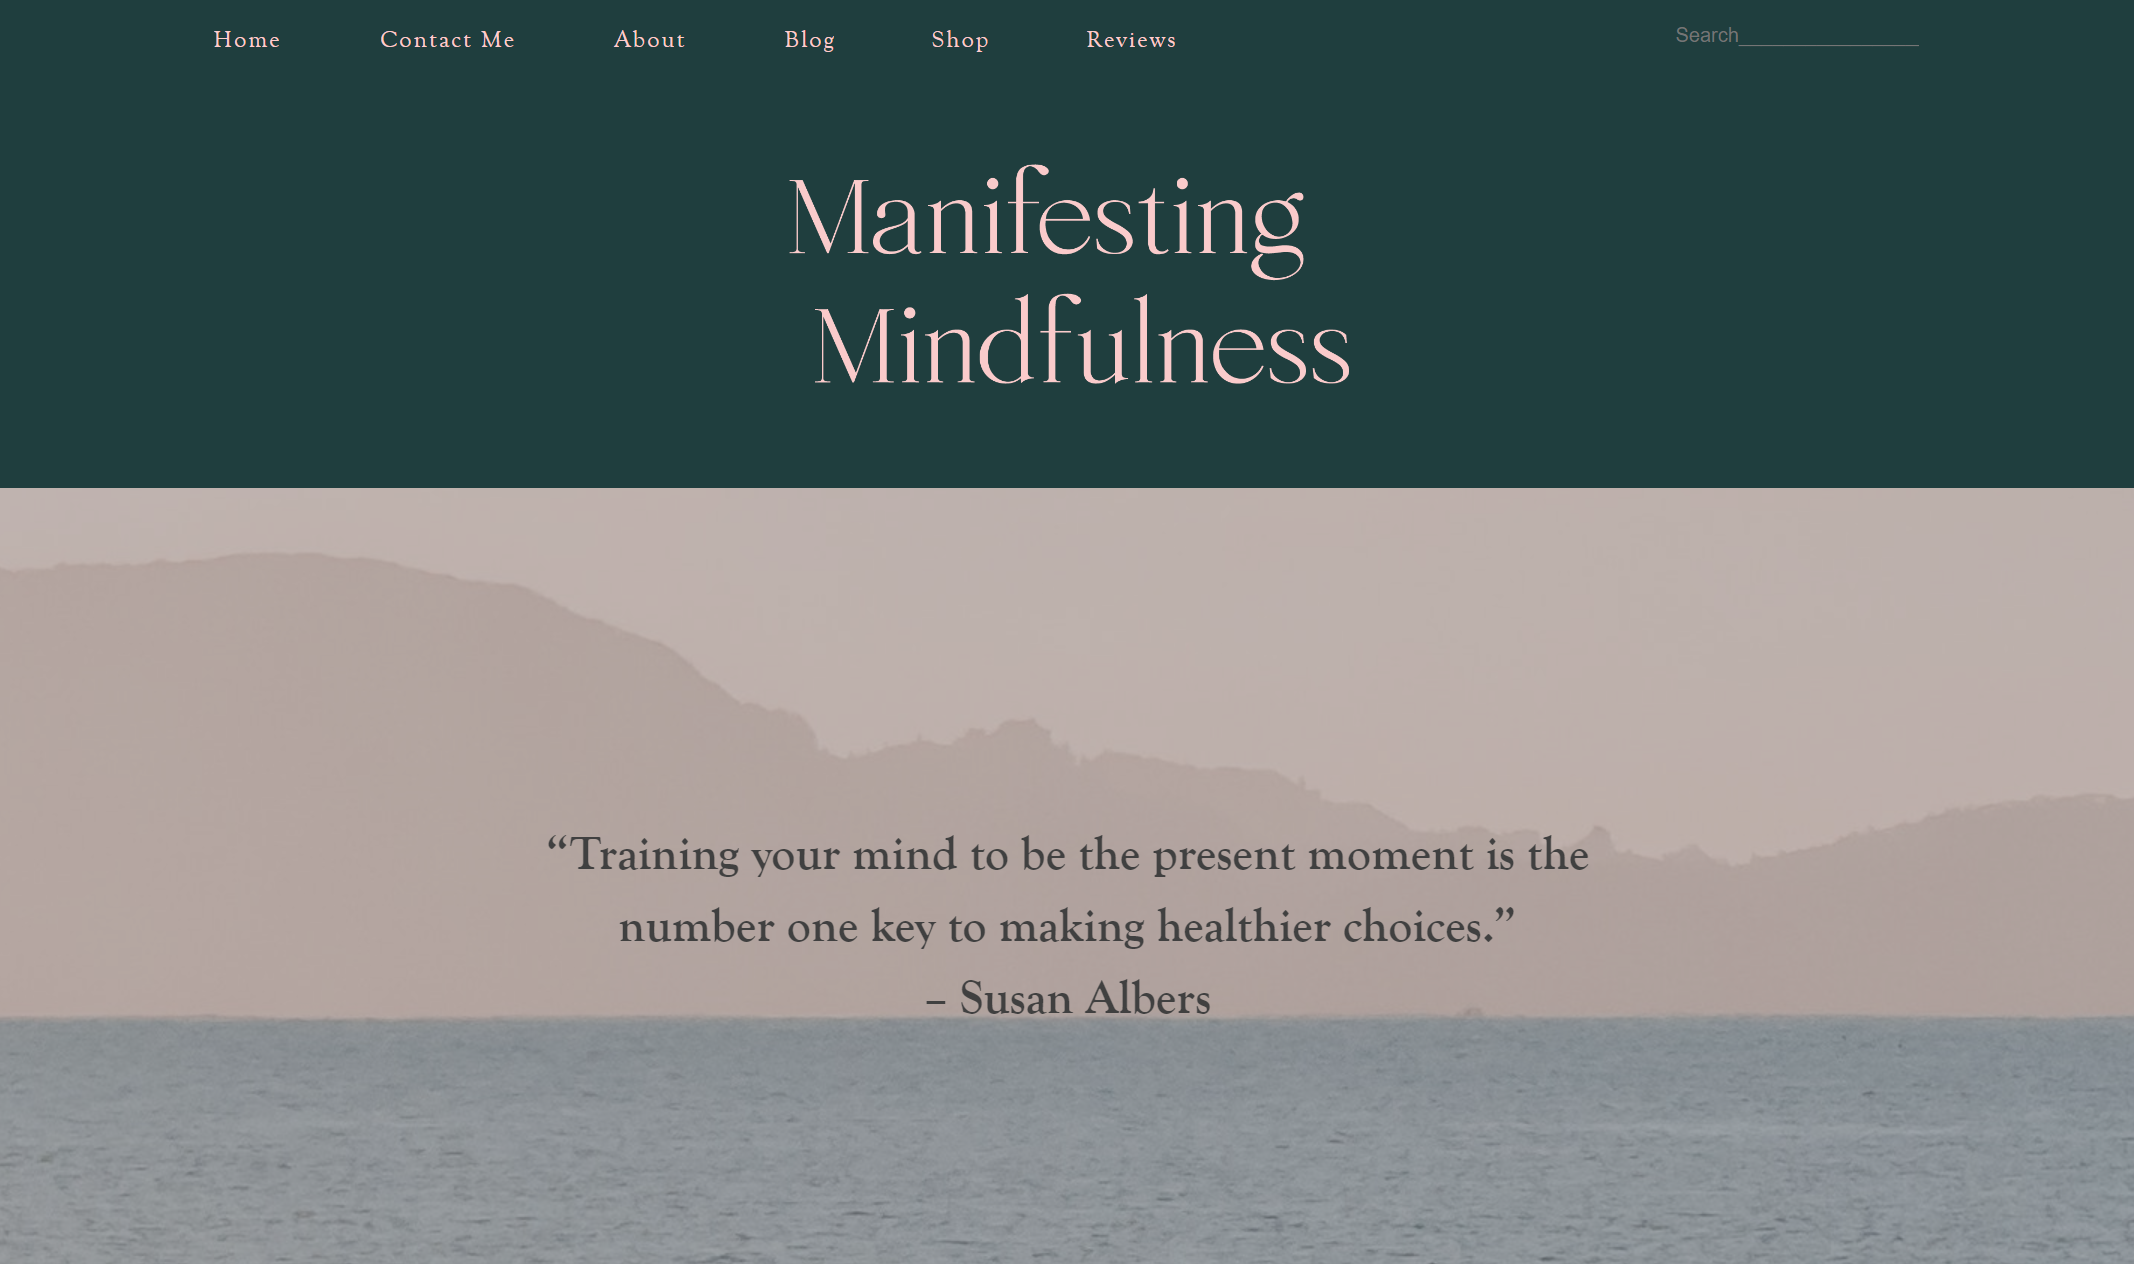 Home Contact Me About Blog Shop Reviews Search
Manifesting
Mindfulness
“Training your mind to be the present moment is the
number one key to making healthier choices.”
– Susan Albers